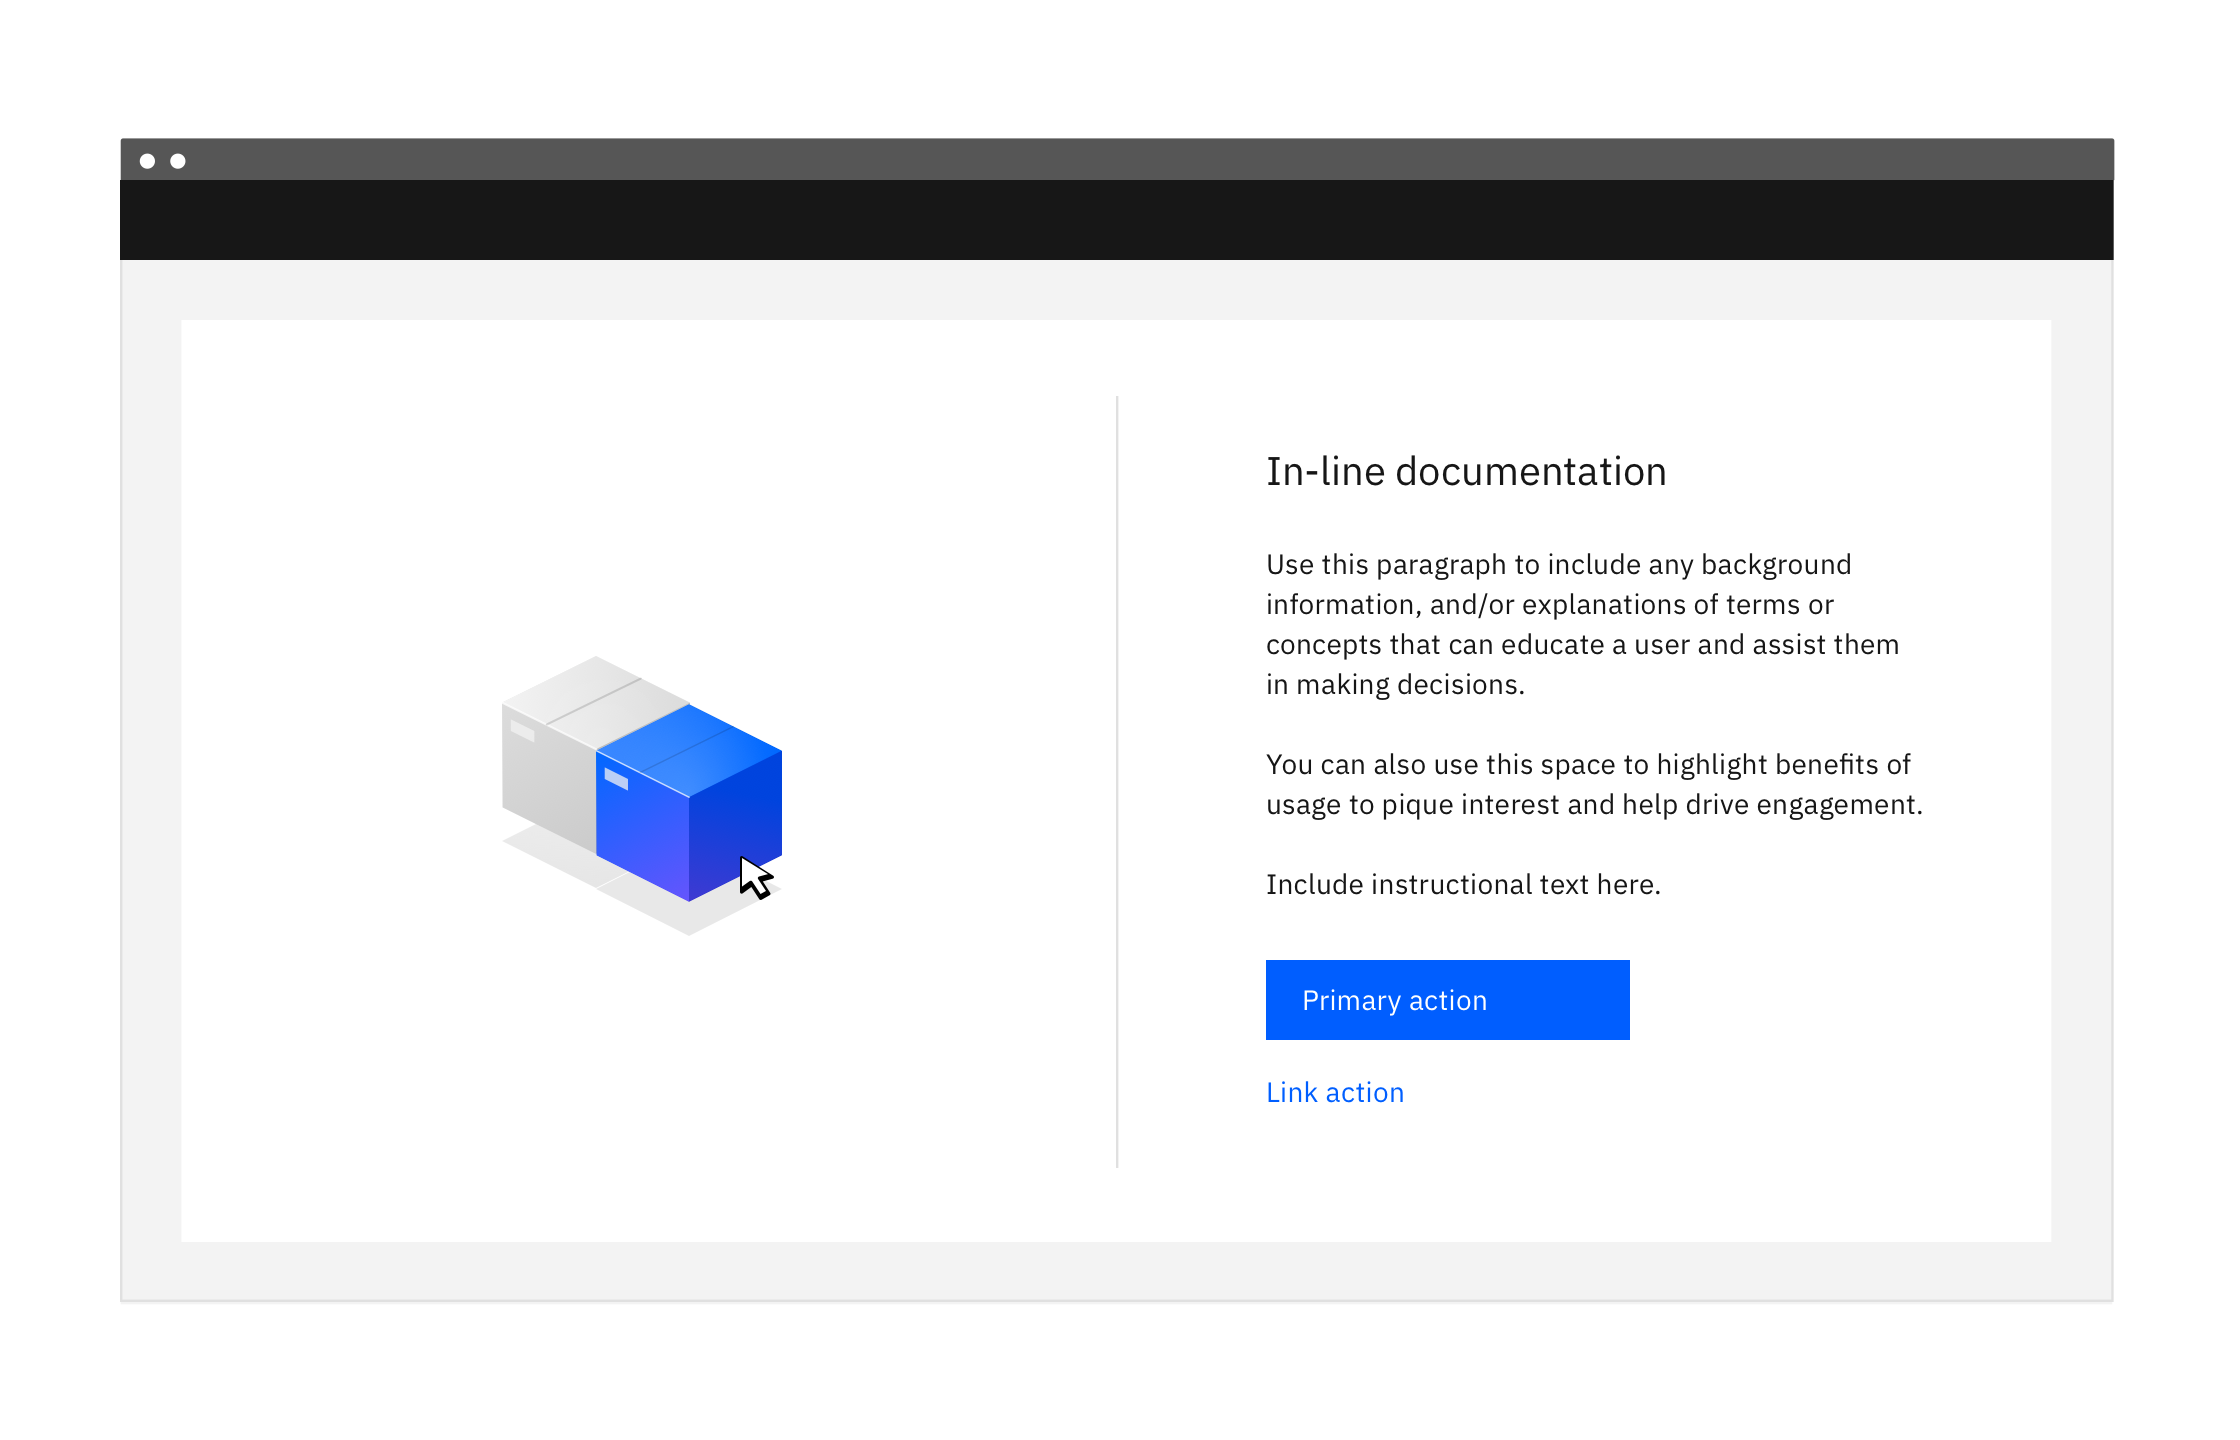 In-line documentation
Use this paragraph to include any background
information, and/or explanations of terms or
concepts that can educate a user and assist them
in making decisions.
You can also use this space to highlight benefits of
usage to pique interest and help drive engagement.
Include instructional text here.
Primary action
Link action